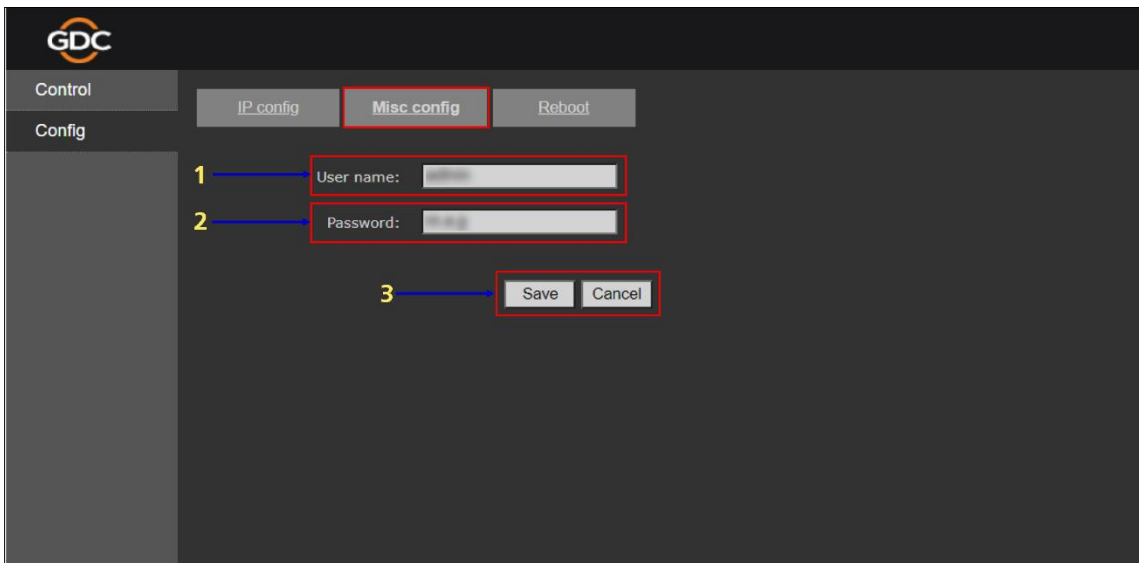 GDC
Control
Config
IP config Misc config Reboot
1 User name:
2 Password:
3 Save Cancel